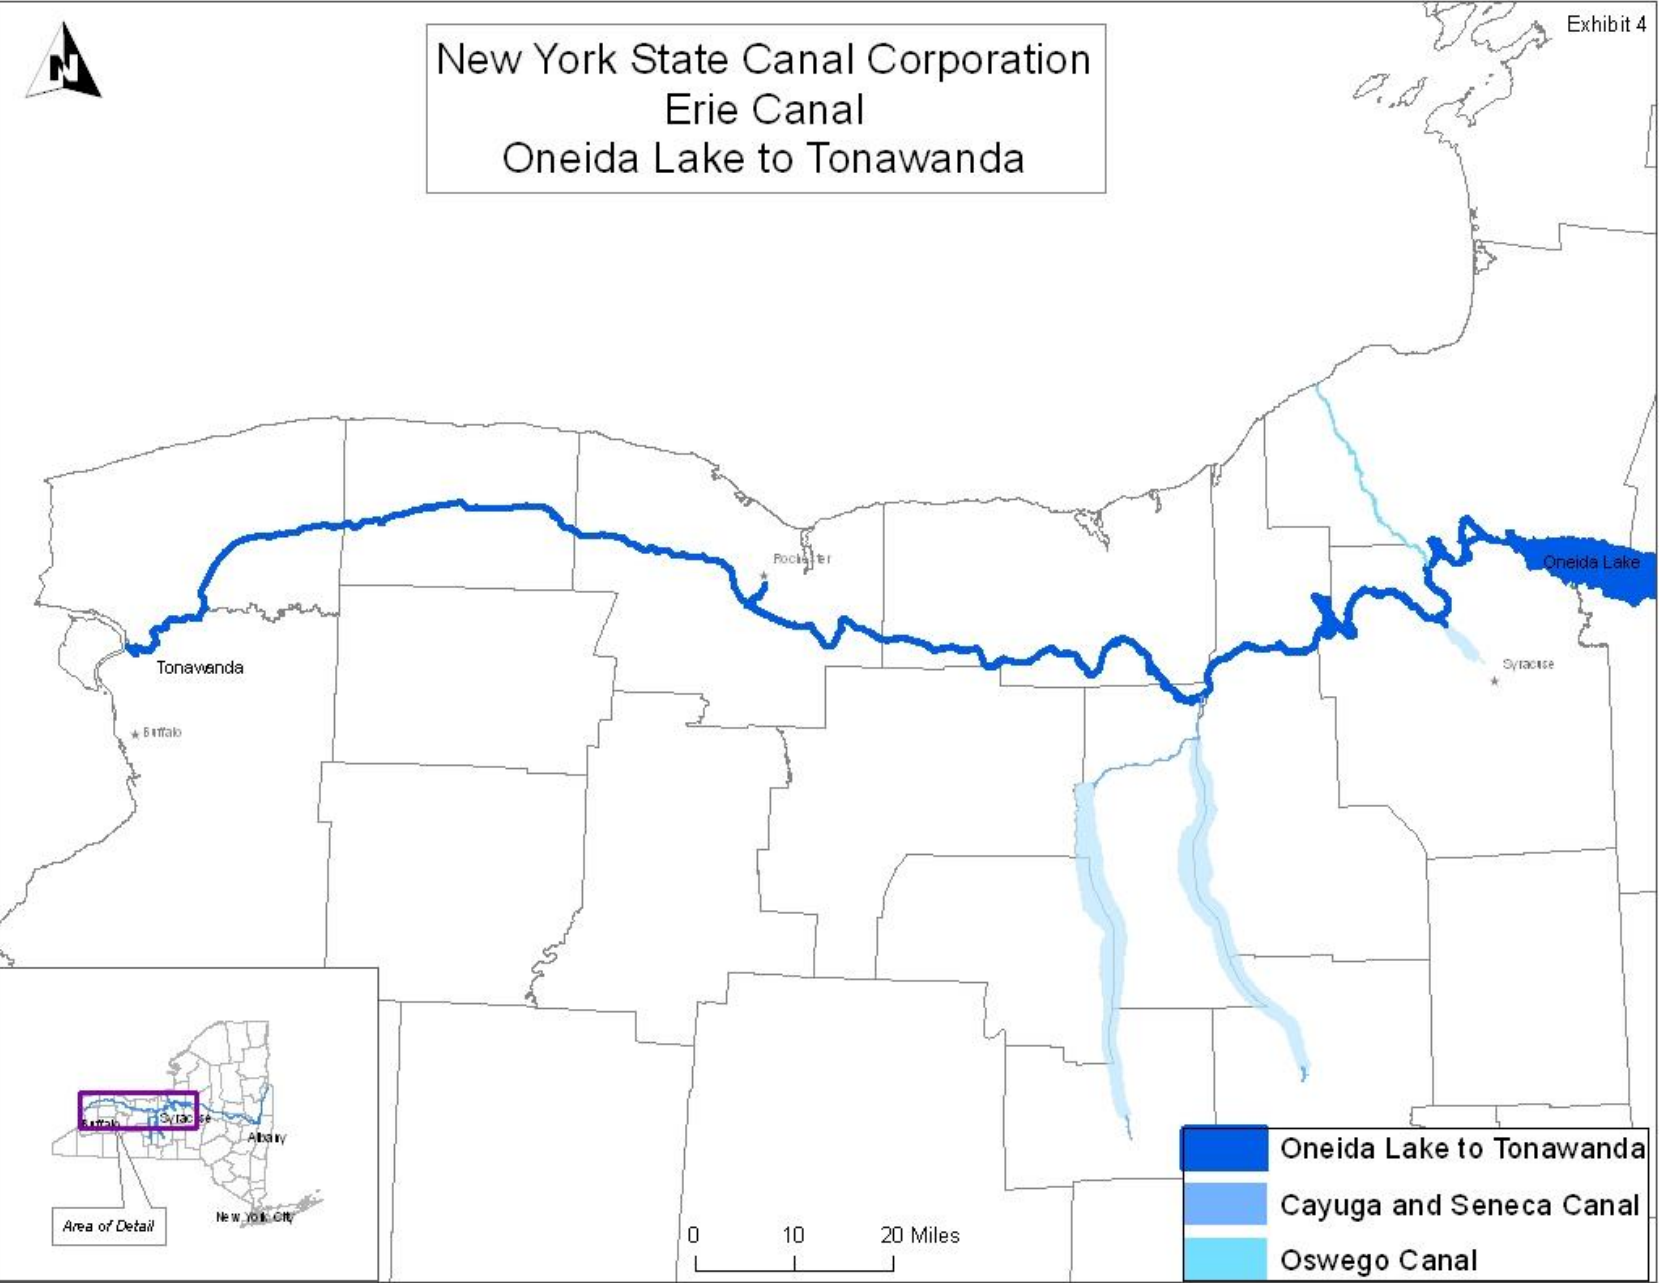 Exhibit 4
N
New York State Canal Corporation
Erie Canal
Oneida Lake to Tonawanda
Rochester
Oneida Lake
Tonawanda
Syracuse
Buffalo
Buffalo
Syracuse
Albany
New York City
Area of Detail
0 10 20 Miles
Oneida Lake to Tonawanda
Cayuga and Seneca Canal
Oswego Canal